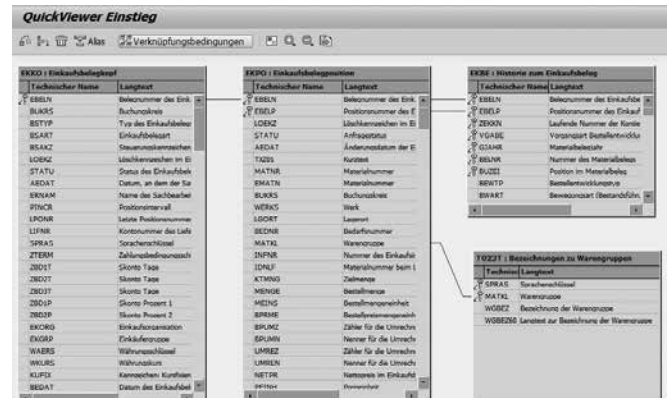 QuickViewer Einstieg
Alias Verknüpfungsbedingungen
EKKO : Einkaufsbelegkopf
Technischer Name Langtext
EBELN Belegnummer des Eink
BUKRS Buchungskreis
BSTYP Typ des Einkaufsbeleg
BSART Einkaufsbelegart
BSAKZ Steuerungskennzeichen
LOEKZ Löschkennzeichen im Ei
STATU Status des Einkaufsbele
AEDAT Datum, an dem der Sa
ERNAM Name des Sachbearbei
PINCR Positionsintervall
LPONR Letzte Positionsnumme
LIFNR Kontonummer des Liefe
SPRAS Sprachenschlüssel
ZTERM Zahlungsbedingungssch
ZBD1T Skonto Tage
ZBD2T Skonto Tage
ZBD3T Skonto Tage
ZBD1P Skonto Prozent 1
ZBD2P Skonto Prozent 2
EKORG Einkaufsorganisation
EKGRP Einkäufergruppe
WAERS Währungsschlüssel
WKURS Währungskurs
KUFIX Kennzeichen: Kursfixier
BEDAT Datum des Einkaufsbel
EKPO : Einkaufsbelegposition
Technischer Name Langtext
EBELN Belegnummer des Eink
EBELP Positionsnummer des E
LOEKZ Löschkennzeichen im Ei
STATU Anfragestatus
AEDAT Änderungsdatum der E
TXZ01 Kurztext
MATNR Materialnummer
EMATN Materialnummer
BUKRS Buchungskreis
WERKS Werk
LGORT Lagerort
BEDNR Bedarfsnummer
MATKL Warengruppe
INFNR Nummer des Einkaufsi
IDNLF Materialnummer beim L
KTMNG Zielmenge
MENGE Bestellmenge
MEINS Bestellmengeneinheit
BPRME Bestellpreismengeneinh
BPUMZ Zähler für die Umrechn
BPUMN Nenner für die Umrechn
UMREZ Zähler für die Umrechn
UMREN Nenner für die Umrechn
NETPR Nettopreis im Einkaufsb
PEINH Preiseinheit
EKBE : Historie zum Einkaufsbeleg
Technischer Name Langtext
EBELN Belegnummer des Einkaufsbe
EBELP Positionsnummer des Einkauf
ZEKKN Laufende Nummer der Kontie
VGABE Vorgangsart Bestellentwicklu
GJAHR Materialbelegjahr
BELNR Nummer des Materialbelegs
BUZEI Position im Materialbeleg
BEWTP Bestellentwicklungstyp
BWART Bewegungsart (Bestandsführ.
T023T : Bezeichnungen zu Warengruppen
Technisc Langtext
SPRAS Sprachenschlüssel
MATKL Warengruppe
WGBEZ Bezeichnung der Warengruppe
WGBEZ60 Langtext zur Bezeichnung der Warengruppe